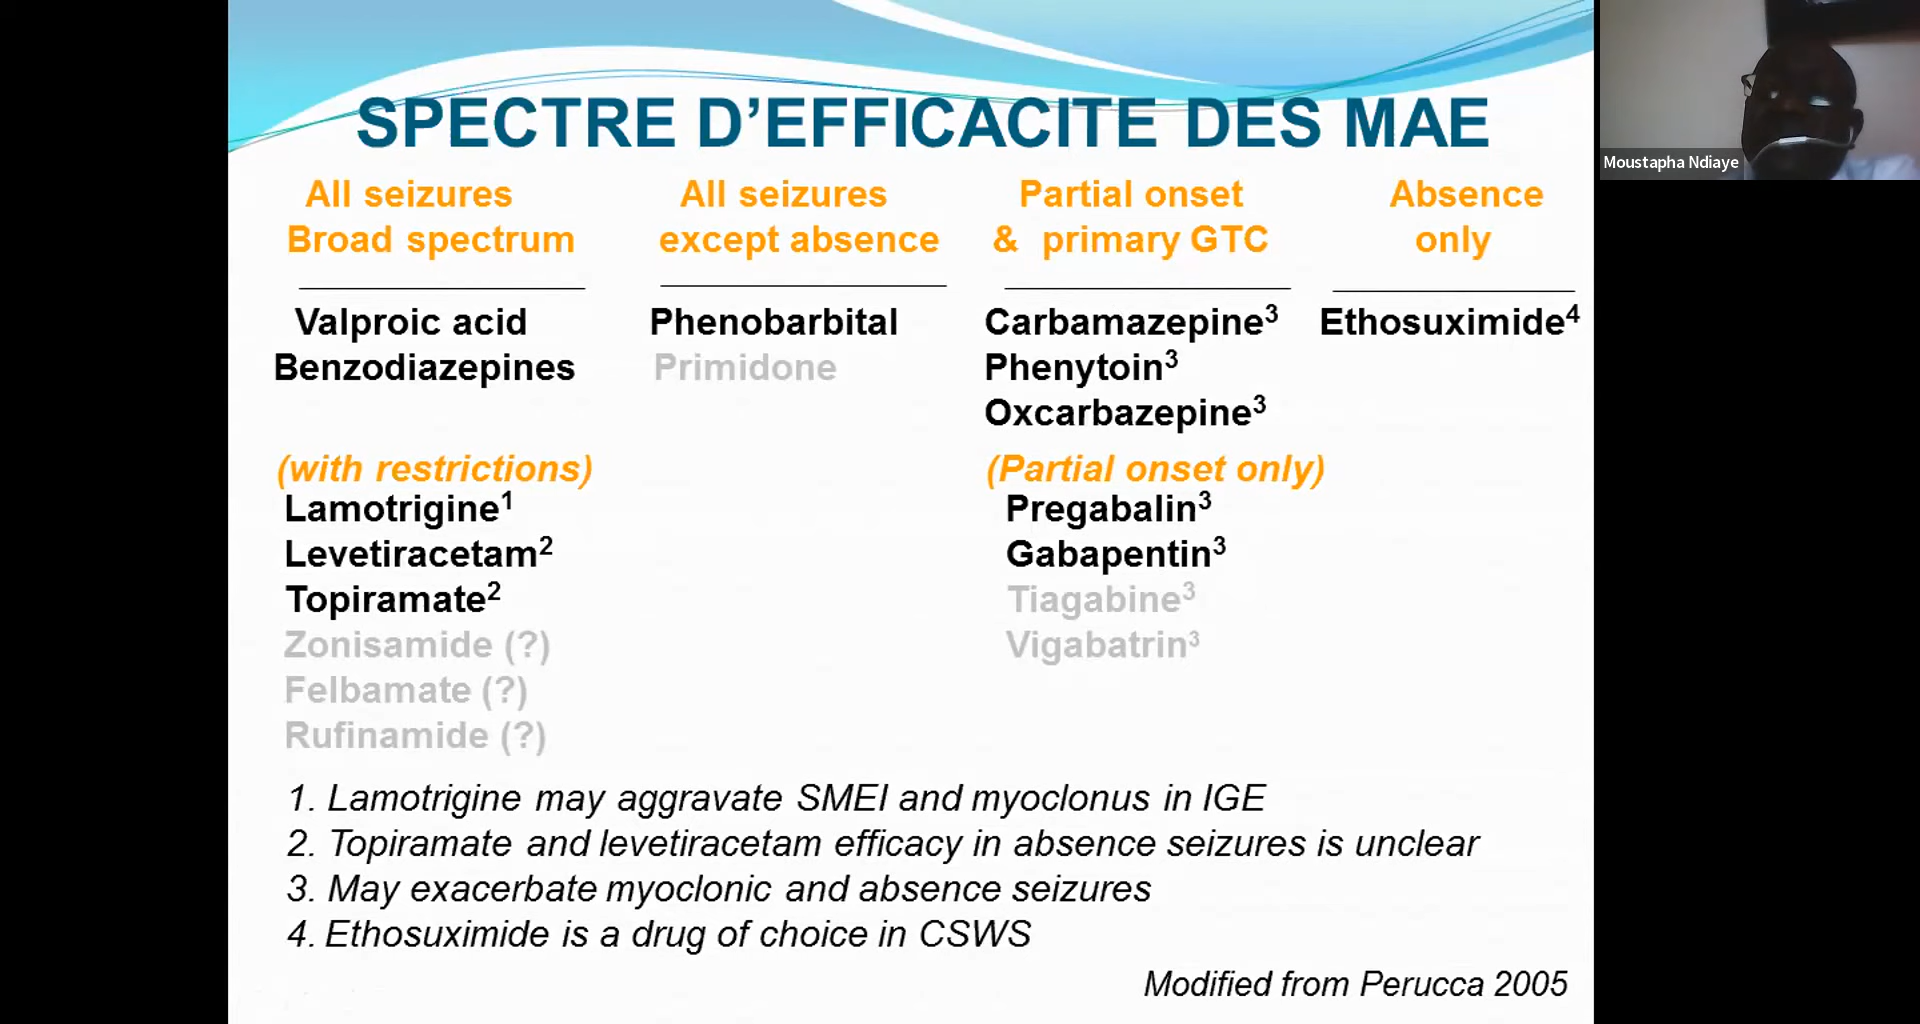 SPECTRE D’EFFICACITE DES MAE
Moustapha Ndiaye
All seizures
Broad spectrum
Valproic acid
Benzodiazepines
(with restrictions)
Lamotrigine¹
Levetiracetam²
Topiramate²
Zonisamide (?)
Felbamate (?)
Rufinamide (?)
All seizures
except absence
Phenobarbital
Primidone
Partial onset
& primary GTC
Carbamazepine³
Phenytoin³
Oxcarbazepine³
(Partial onset only)
Pregabalin³
Gabapentin³
Tiagabine³
Vigabatrin³
Absence
only
Ethosuximide⁴
1. Lamotrigine may aggravate SMEI and myoclonus in IGE
2. Topiramate and levetiracetam efficacy in absence seizures is unclear
3. May exacerbate myoclonic and absence seizures
4. Ethosuximide is a drug of choice in CSWS
Modified from Perucca 2005